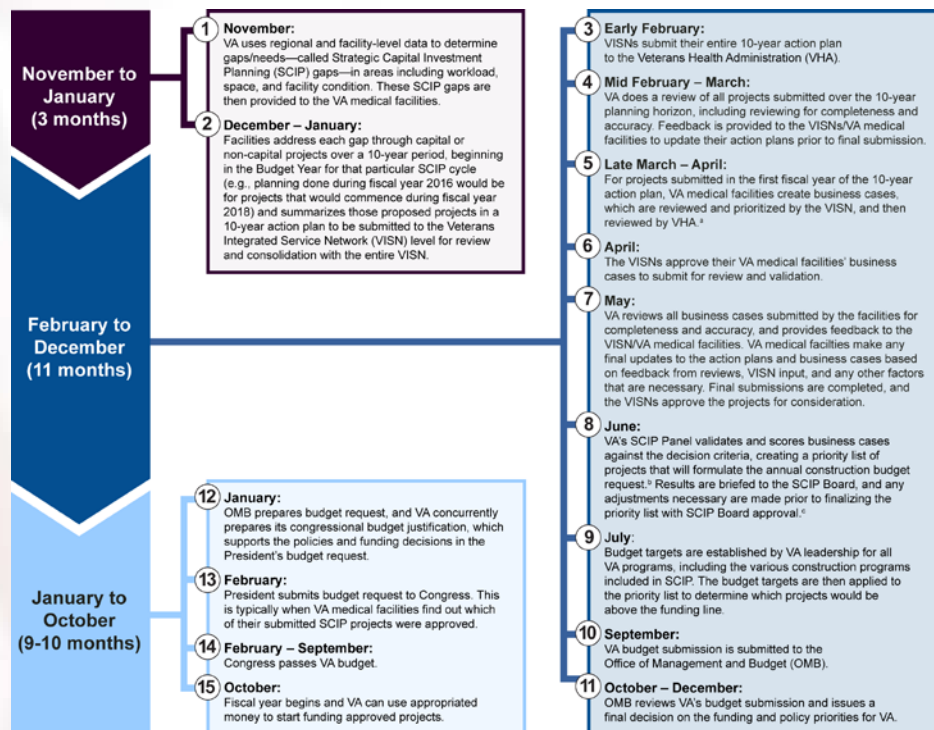 November to
January
(3 months)
1
November:
VA uses regional and facility-level data to determine
gaps/needs—called Strategic Capital Investment
Planning (SCIP) gaps—in areas including workload,
space, and facility condition. These SCIP gaps are
then provided to the VA medical facilities.
2
December – January:
Facilities address each gap through capital or
non-capital projects over a 10-year period, beginning
in the Budget Year for that particular SCIP cycle
(e.g., planning done during fiscal year 2016 would be
for projects that would commence during fiscal year
2018) and summarizes those proposed projects in a
10-year action plan to be submitted to the Veterans
Integrated Service Network (VISN) level for review
and consolidation with the entire VISN.
February to
December
(11 months)
3
Early February:
VISNs submit their entire 10-year action plan
to the Veterans Health Administration (VHA).
4
Mid February – March:
VA does a review of all projects submitted over the 10-year
planning horizon, including reviewing for completeness and
accuracy. Feedback is provided to the VISNs/VA medical
facilities to update their action plans prior to final submission.
5
Late March – April:
For projects submitted in the first fiscal year of the 10-year
action plan, VA medical facilities create business cases,
which are reviewed and prioritized by the VISN, and then
reviewed by VHA.ᵃ
6
April:
The VISNs approve their VA medical facilities' business
cases to submit for review and validation.
7
May:
VA reviews all business cases submitted by the facilities for
completeness and accuracy, and provides feedback to the
VISN/VA medical facilities. VA medical facilties make any
final updates to the action plans and business cases based
on feedback from reviews, VISN input, and any other factors
that are necessary. Final submissions are completed, and
the VISNs approve the projects for consideration.
8
June:
VA's SCIP Panel validates and scores business cases
against the decision criteria, creating a priority list of
projects that will formulate the annual construction budget
request.ᵇ Results are briefed to the SCIP Board, and any
adjustments necessary are made prior to finalizing the
priority list with SCIP Board approval.ᶜ
9
July:
Budget targets are established by VA leadership for all
VA programs, including the various construction programs
included in SCIP. The budget targets are then applied to
the priority list to determine which projects would be
above the funding line.
10
September:
VA budget submission is submitted to the
Office of Management and Budget (OMB).
11
October – December:
OMB reviews VA's budget submission and issues a
final decision on the funding and policy priorities for VA.
January to
October
(9-10 months)
12
January:
OMB prepares budget request, and VA concurrently
prepares its congressional budget justification, which
supports the policies and funding decisions in the
President's budget request.
13
February:
President submits budget request to Congress. This
is typically when VA medical facilities find out which
of their submitted SCIP projects were approved.
14
February – September:
Congress passes VA budget.
15
October:
Fiscal year begins and VA can use appropriated
money to start funding approved projects.